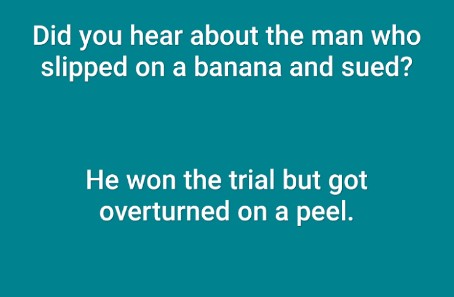 Did you hear about the man who
slipped on a banana and sued?
He won the trial but got
overturned on a peel.